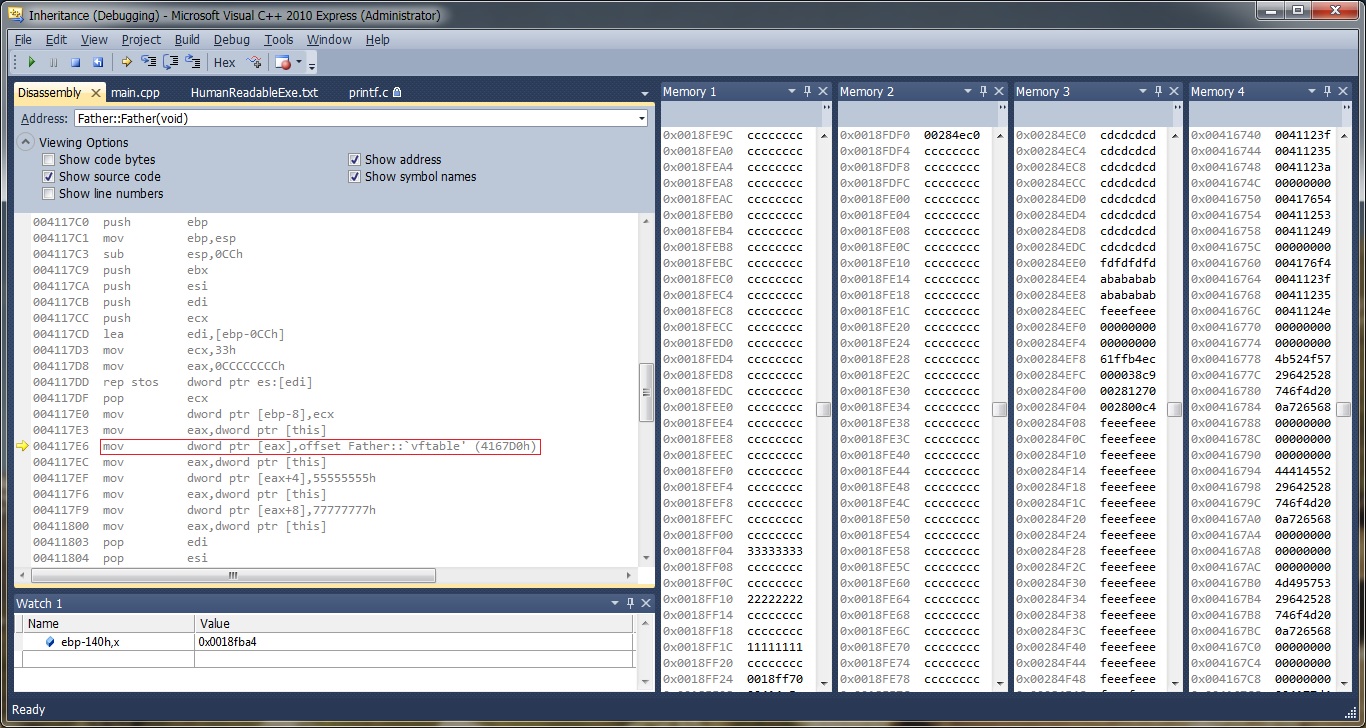 Inheritance (Debugging) - Microsoft Visual C++ 2010 Express (Administrator)
File Edit View Project Build Debug Tools Window Help
Hex
Disassembly main.cpp HumanReadableExe.txt printf.c
Address: Father::Father(void)
Viewing Options
Show code bytes Show address
Show source code Show symbol names
Show line numbers
004117C0 push ebp
004117C1 mov ebp,esp
004117C3 sub esp,0CCh
004117C9 push ebx
004117CA push esi
004117CB push edi
004117CC push ecx
004117CD lea edi,[ebp-0CCh]
004117D3 mov ecx,33h
004117D8 mov eax,0CCCCCCCCh
004117DD rep stos dword ptr es:[edi]
004117DF pop ecx
004117E0 mov dword ptr [ebp-8],ecx
004117E3 mov eax,dword ptr [this]
004117E6 mov dword ptr [eax],offset Father::`vftable' (4167D0h)
004117EC mov eax,dword ptr [this]
004117EF mov dword ptr [eax+4],55555555h
004117F6 mov eax,dword ptr [this]
004117F9 mov dword ptr [eax+8],77777777h
00411800 mov eax,dword ptr [this]
00411803 pop edi
00411804 pop esi
Watch 1
Name Value
ebp-140h,x 0x0018fba4
Memory 1
0x0018FE9C cccccccc
0x0018FEA0 cccccccc
0x0018FEA4 cccccccc
0x0018FEA8 cccccccc
0x0018FEAC cccccccc
0x0018FEB0 cccccccc
0x0018FEB4 cccccccc
0x0018FEB8 cccccccc
0x0018FEBC cccccccc
0x0018FEC0 cccccccc
0x0018FEC4 cccccccc
0x0018FEC8 cccccccc
0x0018FECC cccccccc
0x0018FED0 cccccccc
0x0018FED4 cccccccc
0x0018FED8 cccccccc
0x0018FEDC cccccccc
0x0018FEE0 cccccccc
0x0018FEE4 cccccccc
0x0018FEE8 cccccccc
0x0018FEEC cccccccc
0x0018FEF0 cccccccc
0x0018FEF4 cccccccc
0x0018FEF8 cccccccc
0x0018FEFC cccccccc
0x0018FF00 cccccccc
0x0018FF04 33333333
0x0018FF08 cccccccc
0x0018FF0C cccccccc
0x0018FF10 22222222
0x0018FF14 cccccccc
0x0018FF18 cccccccc
0x0018FF1C 11111111
0x0018FF20 cccccccc
0x0018FF24 0018ff70
Memory 2
0x0018FDF0 00284ec0
0x0018FDF4 cccccccc
0x0018FDF8 cccccccc
0x0018FDFC cccccccc
0x0018FE00 cccccccc
0x0018FE04 cccccccc
0x0018FE08 cccccccc
0x0018FE0C cccccccc
0x0018FE10 cccccccc
0x0018FE14 cccccccc
0x0018FE18 cccccccc
0x0018FE1C cccccccc
0x0018FE20 cccccccc
0x0018FE24 cccccccc
0x0018FE28 cccccccc
0x0018FE2C cccccccc
0x0018FE30 cccccccc
0x0018FE34 cccccccc
0x0018FE38 cccccccc
0x0018FE3C cccccccc
0x0018FE40 cccccccc
0x0018FE44 cccccccc
0x0018FE48 cccccccc
0x0018FE4C cccccccc
0x0018FE50 cccccccc
0x0018FE54 cccccccc
0x0018FE58 cccccccc
0x0018FE5C cccccccc
0x0018FE60 cccccccc
0x0018FE64 cccccccc
0x0018FE68 cccccccc
0x0018FE6C cccccccc
0x0018FE70 cccccccc
0x0018FE74 cccccccc
0x0018FE78 cccccccc
Memory 3
0x00284EC0 cdcdcdcd
0x00284EC4 cdcdcdcd
0x00284EC8 cdcdcdcd
0x00284ECC cdcdcdcd
0x00284ED0 cdcdcdcd
0x00284ED4 cdcdcdcd
0x00284ED8 cdcdcdcd
0x00284EDC cdcdcdcd
0x00284EE0 fdfdfdfd
0x00284EE4 abababab
0x00284EE8 abababab
0x00284EEC feeefeee
0x00284EF0 00000000
0x00284EF4 00000000
0x00284EF8 61ffb4ec
0x00284EFC 000038c9
0x00284F00 00281270
0x00284F04 002800c4
0x00284F08 feeefeee
0x00284F0C feeefeee
0x00284F10 feeefeee
0x00284F14 feeefeee
0x00284F18 feeefeee
0x00284F1C feeefeee
0x00284F20 feeefeee
0x00284F24 feeefeee
0x00284F28 feeefeee
0x00284F2C feeefeee
0x00284F30 feeefeee
0x00284F34 feeefeee
0x00284F38 feeefeee
0x00284F3C feeefeee
0x00284F40 feeefeee
0x00284F44 feeefeee
0x00284F48 feeefeee
Memory 4
0x00416740 0041123f
0x00416744 00411235
0x00416748 0041123a
0x0041674C 00000000
0x00416750 00417654
0x00416754 00411253
0x00416758 00411249
0x0041675C 00000000
0x00416760 004176f4
0x00416764 0041123f
0x00416768 00411235
0x0041676C 0041124e
0x00416770 00000000
0x00416774 00000000
0x00416778 4b524f57
0x0041677C 29642528
0x00416780 746f4d20
0x00416784 0a726568
0x00416788 00000000
0x0041678C 00000000
0x00416790 00000000
0x00416794 44414552
0x00416798 29642528
0x0041679C 746f4d20
0x004167A0 0a726568
0x004167A4 00000000
0x004167A8 00000000
0x004167AC 00000000
0x004167B0 4d495753
0x004167B4 29642528
0x004167B8 746f4d20
0x004167BC 0a726568
0x004167C0 00000000
0x004167C4 00000000
0x004167C8 00000000
Ready